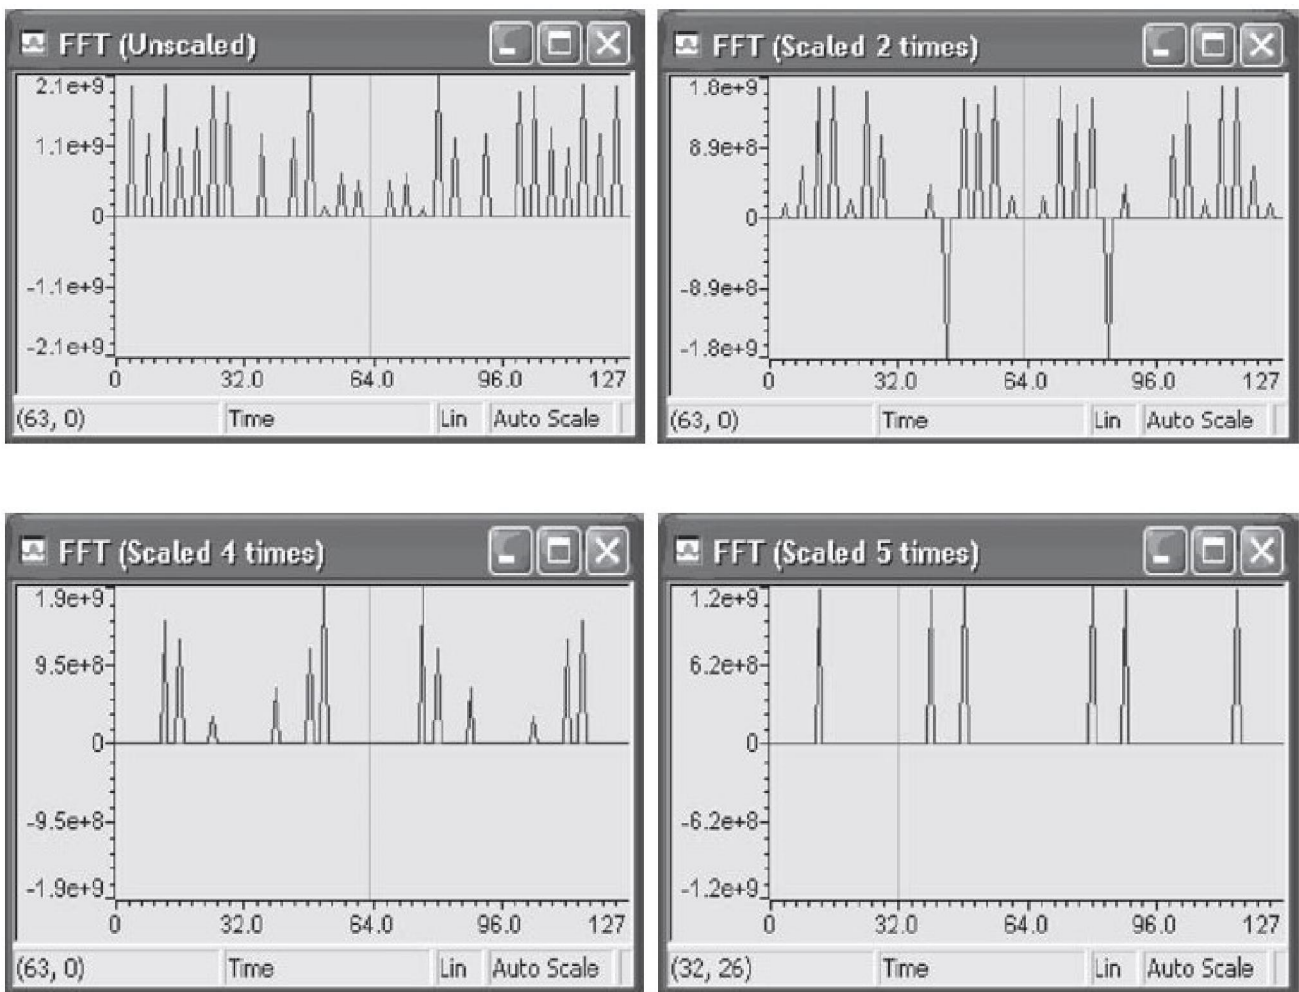 FFT (Unscaled)
2.1e+9
1.1e+9
0
-1.1e+9
-2.1e+9
0 32.0 64.0 96.0 127
(63, 0) Time Lin Auto Scale
FFT (Scaled 2 times)
1.8e+9
8.9e+8
0
-8.9e+8
-1.8e+9
0 32.0 64.0 96.0 127
(63, 0) Time Lin Auto Scale
FFT (Scaled 4 times)
1.9e+9
9.5e+8
0
-9.5e+8
-1.9e+9
0 32.0 64.0 96.0 127
(63, 0) Time Lin Auto Scale
FFT (Scaled 5 times)
1.2e+9
6.2e+8
0
-6.2e+8
-1.2e+9
0 32.0 64.0 96.0 127
(32, 26) Time Lin Auto Scale